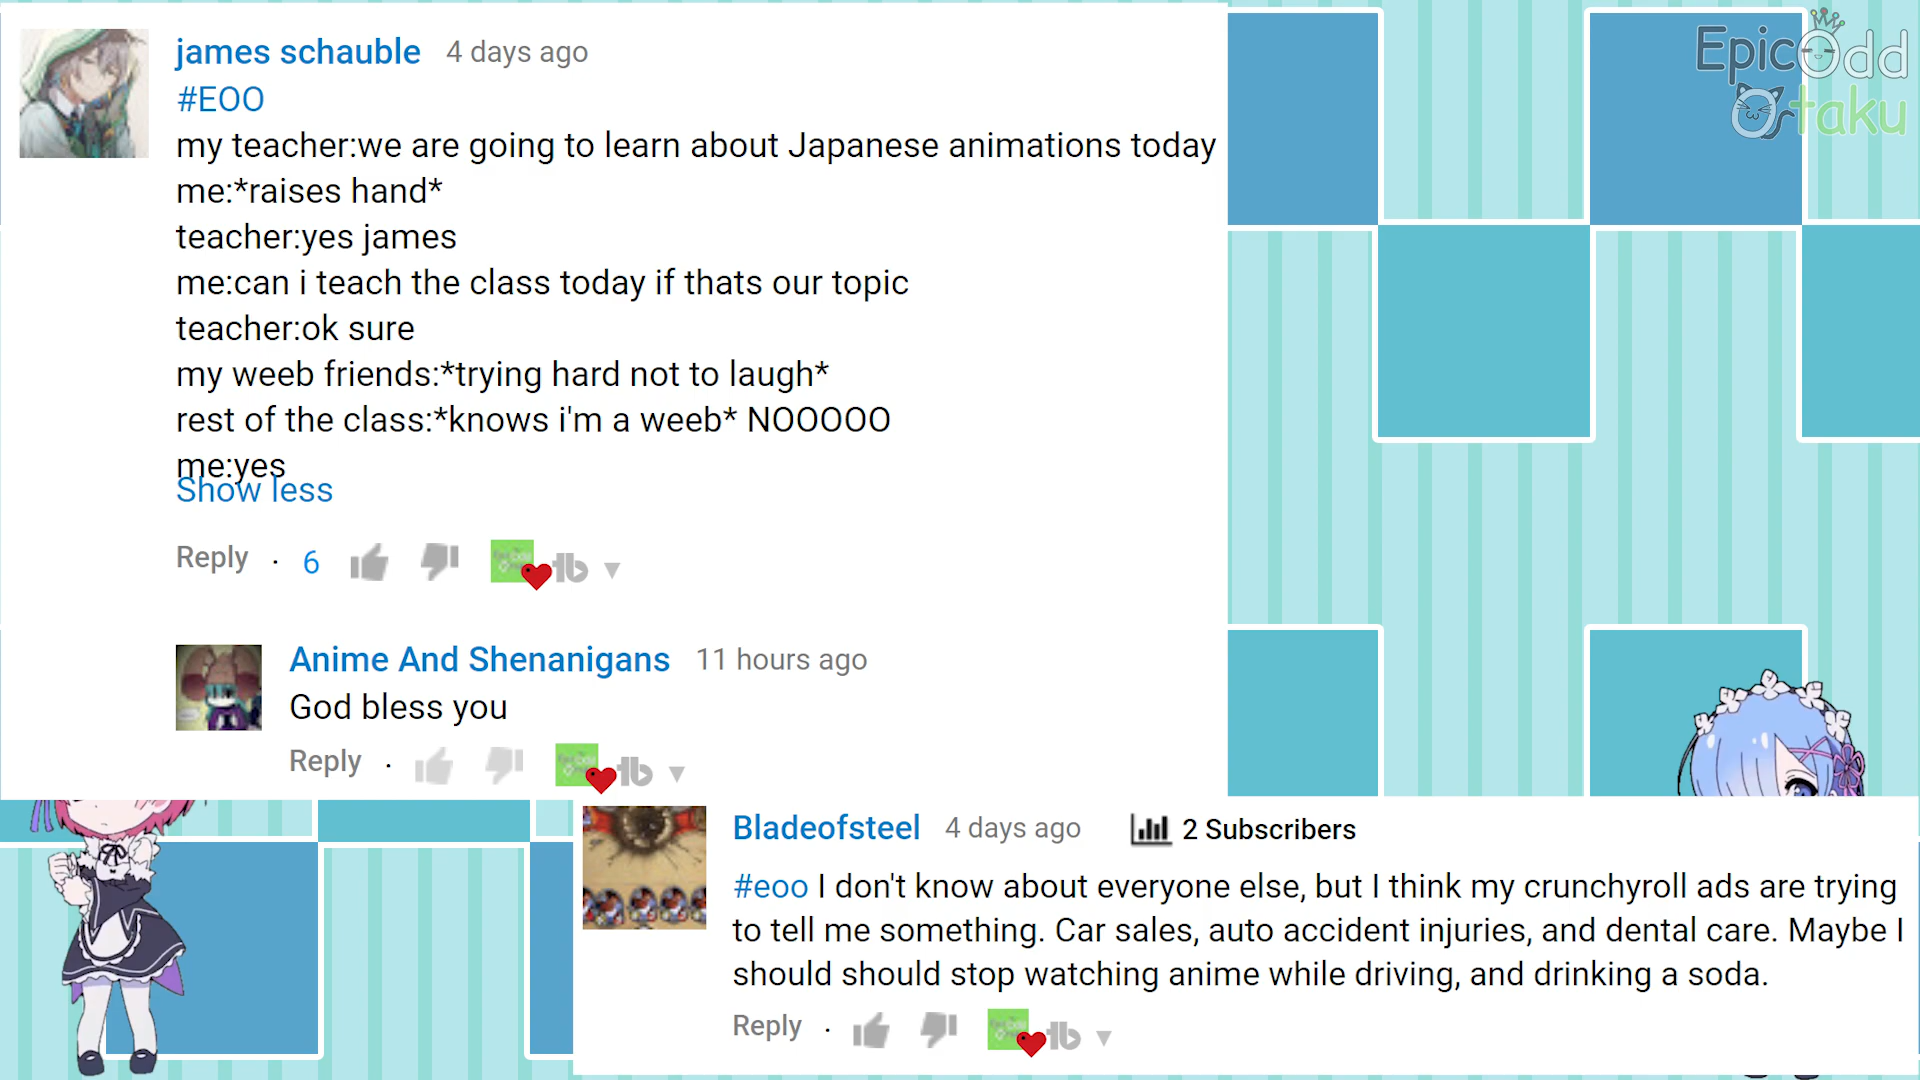 james schauble 4 days ago
#EOO
my teacher:we are going to learn about Japanese animations today
me:*raises hand*
teacher:yes james
me:can i teach the class today if thats our topic
teacher:ok sure
my weeb friends:*trying hard not to laugh*
rest of the class:*knows i'm a weeb* NOOOOO
me:yes
Show less
Reply · 6
Anime And Shenanigans 11 hours ago
God bless you
Reply ·
Bladeofsteel 4 days ago 2 Subscribers
#eoo I don't know about everyone else, but I think my crunchyroll ads are trying
to tell me something. Car sales, auto accident injuries, and dental care. Maybe I
should should stop watching anime while driving, and drinking a soda.
Reply ·
EpicOdd
Otaku